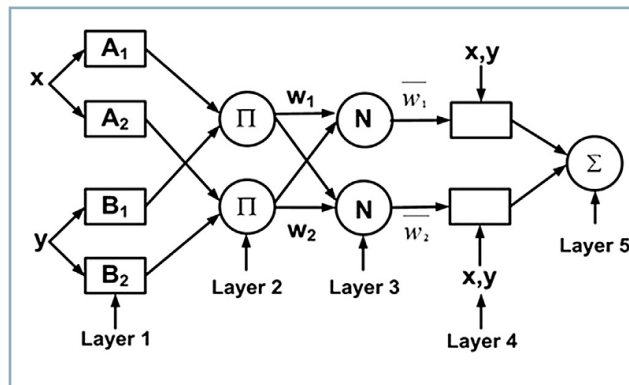 x
A₁
A₂
y
B₁
B₂
Layer 1
Π
Π
Layer 2
w₁
w₂
N
N
Layer 3
w̅₁
w̅₂
x,y
x,y
Layer 4
Σ
Layer 5